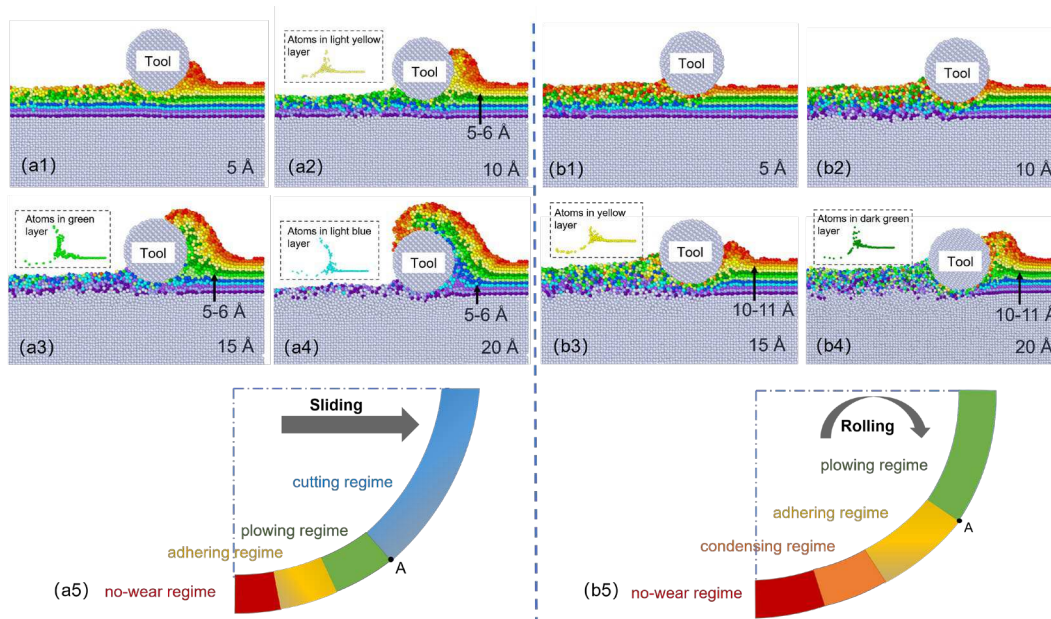 Tool
(a1)
5 Å
Atoms in light yellow
layer
Tool
5-6 Å
(a2)
10 Å
Tool
(b1)
5 Å
Tool
(b2)
10 Å
Atoms in green
layer
Tool
5-6 Å
(a3)
15 Å
Atoms in light blue
layer
Tool
5-6 Å
(a4)
20 Å
Atoms in yellow
layer
Tool
10-11 Å
(b3)
15 Å
Atoms in dark green
layer
Tool
10-11 Å
(b4)
20 Å
Sliding
cutting regime
plowing regime
adhering regime
A
(a5)
no-wear regime
Rolling
plowing regime
adhering regime
A
condensing regime
(b5)
no-wear regime